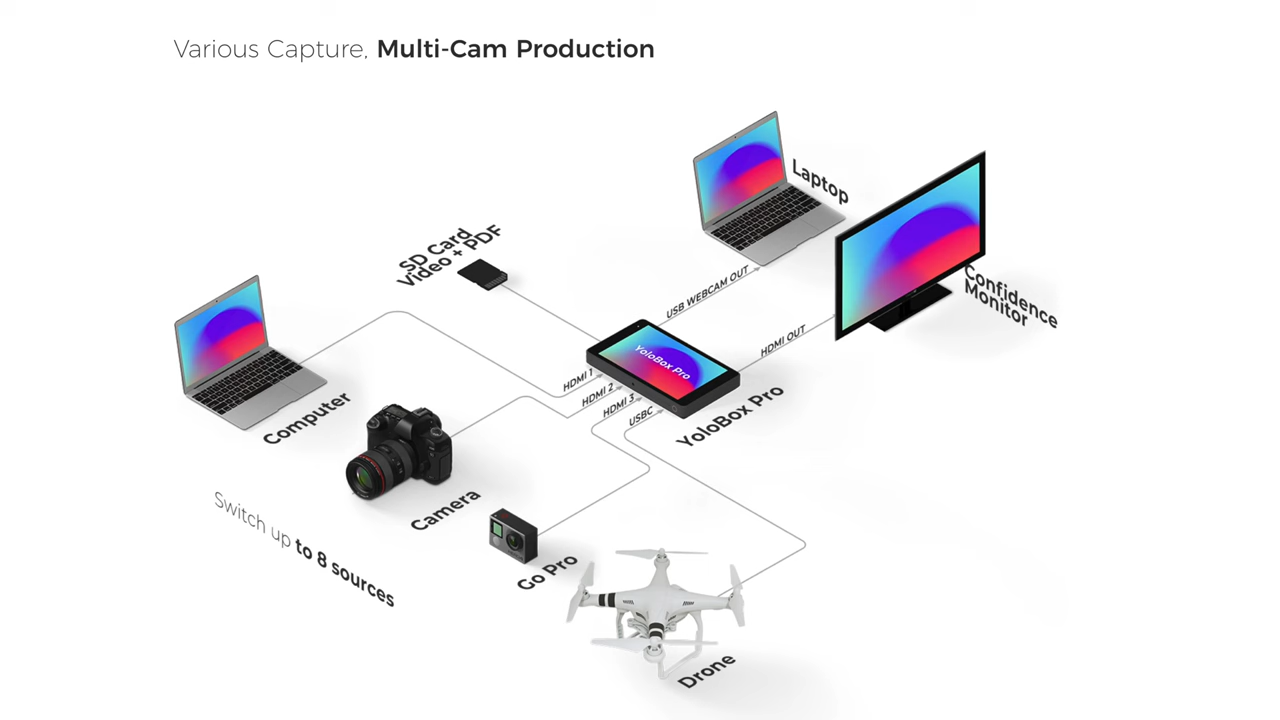 Various Capture, Multi-Cam Production
Laptop
SD Card
Video + PDF
Confidence
Monitor
USB WEBCAM OUT
HDMI OUT
YoloBox Pro
HDMI 1
HDMI 2
HDMI 3
USBC
YoloBox Pro
Computer
Camera
Switch up to 8 sources
Go Pro
Drone